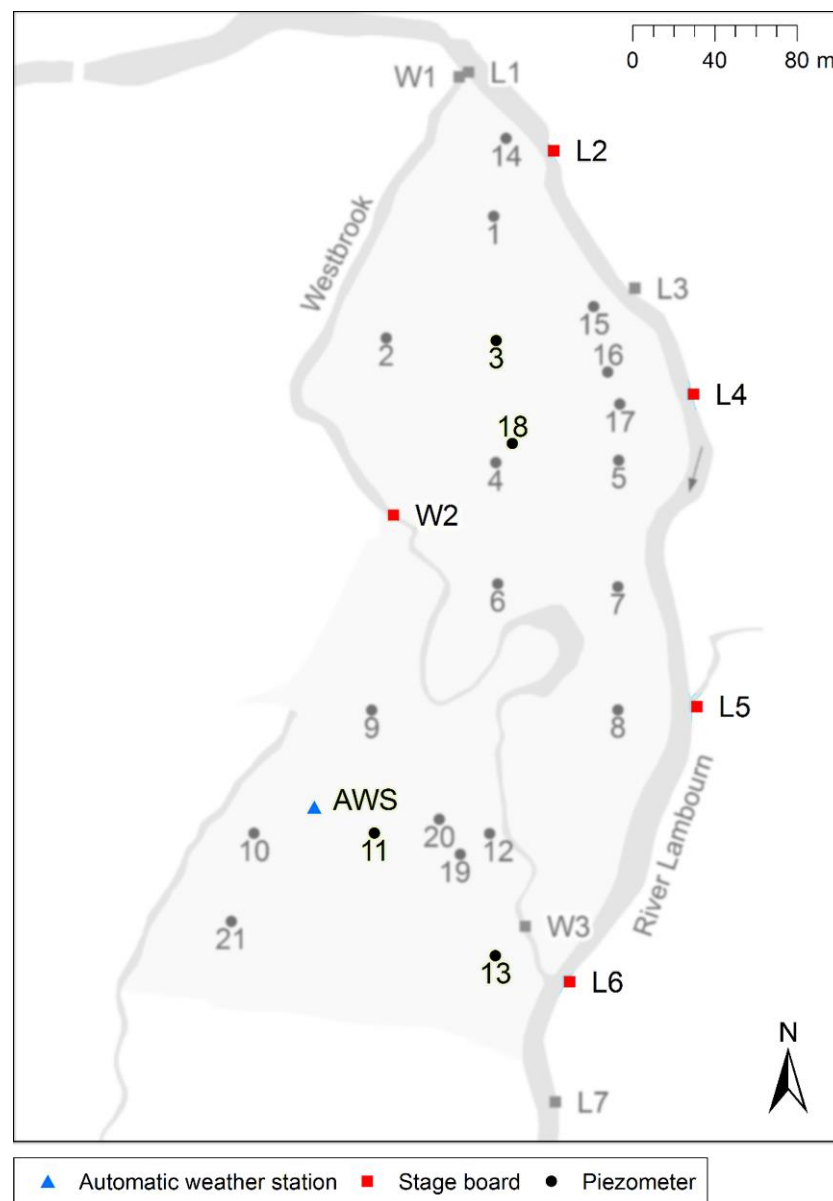 0 40 80 m
W1 L1
14
L2
1
Westbrook
L3
15
2
3
16
L4
17
18
4
5
W2
6
7
9
8
L5
AWS
10
11
20
12
19
River Lambourn
21
W3
13
L6
N
L7
Automatic weather station Stage board Piezometer